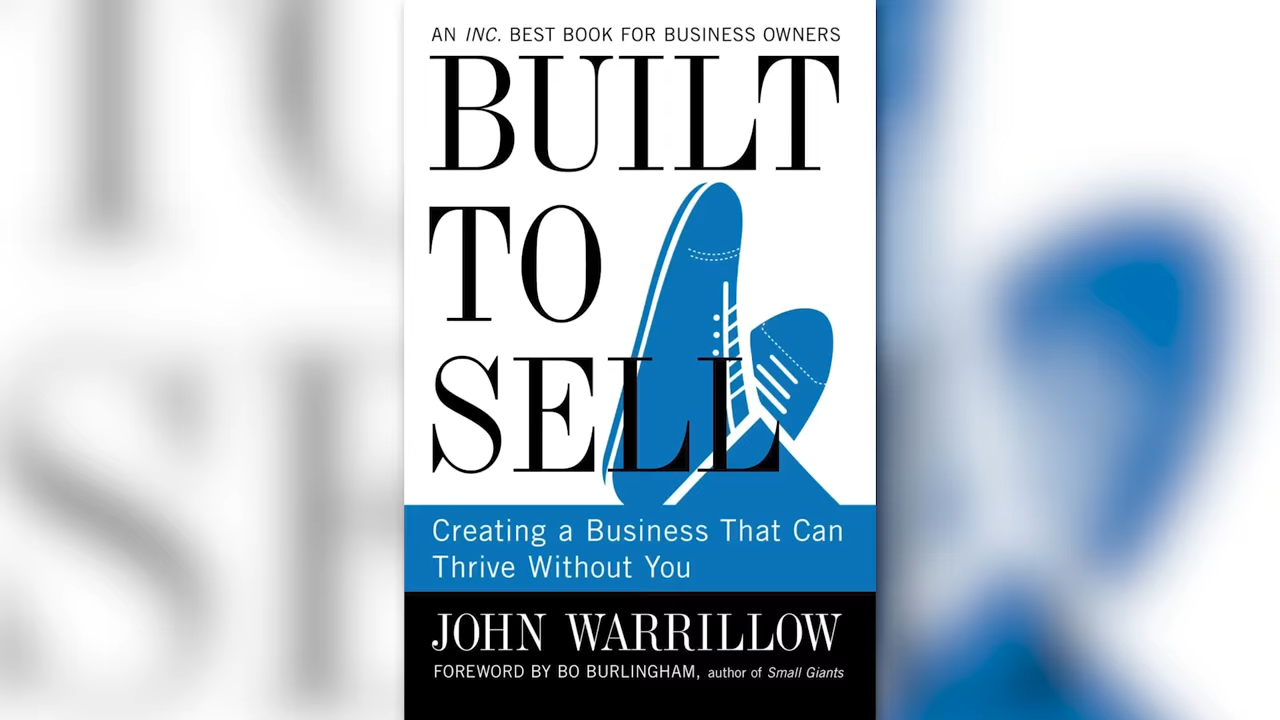 AN INC. BEST BOOK FOR BUSINESS OWNERS
BUILT
TO
SELL
Creating a Business That Can
Thrive Without You
JOHN WARRILLOW
FOREWORD BY BO BURLINGHAM, author of Small Giants